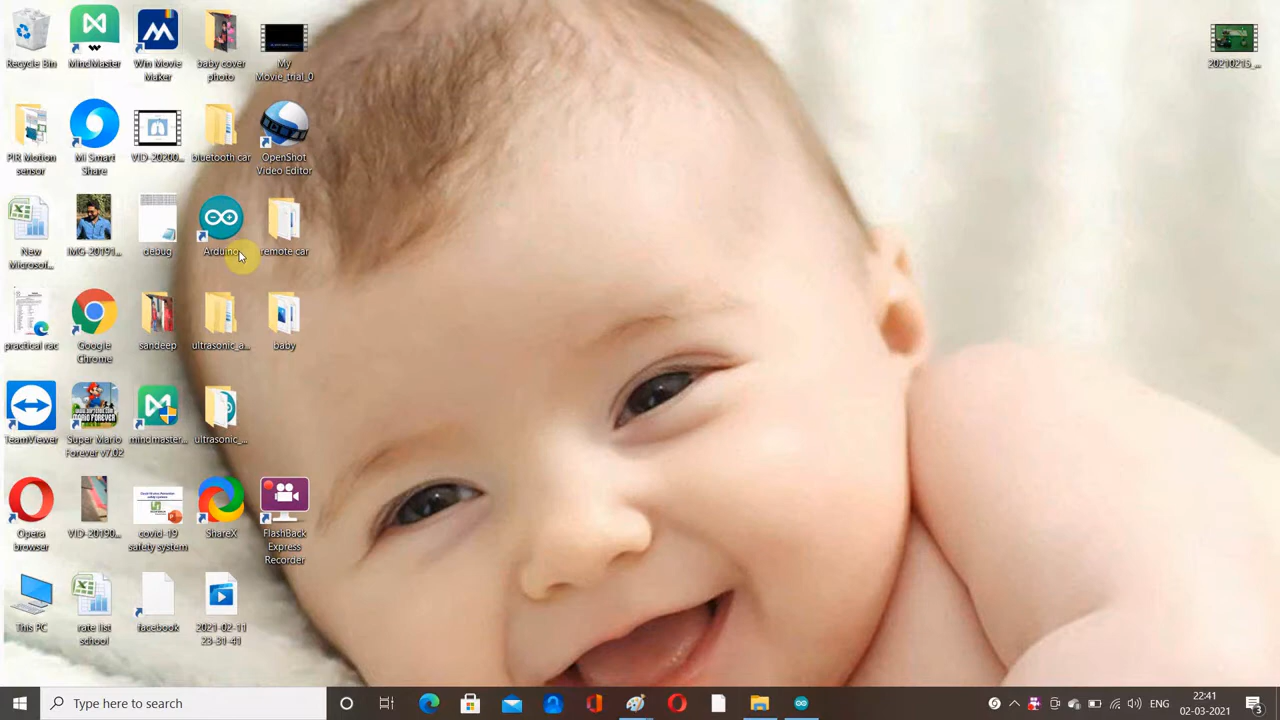 Recycle Bin
MindMaster
Win Movie
Maker
baby cover
photo
My
Movie_trial_0
20210215_...
PIR Motion
sensor
Mi Smart
Share
VID-20200...
bluetooth car
OpenShot
Video Editor
New
Microsof...
IMG-20191...
debug
Arduino
remote car
practical rac
Google
Chrome
sandeep
ultrasonic_a...
baby
TeamViewer
Super Mario
Forever v7.02
mindmaster...
ultrasonic_...
Opera
browser
VID-20190...
covid-19
safety system
ShareX
FlashBack
Express
Recorder
This PC
rate list
school
facebook
2021-02-11
23-31-41
Type here to search
ENG
22:41
02-03-2021
3